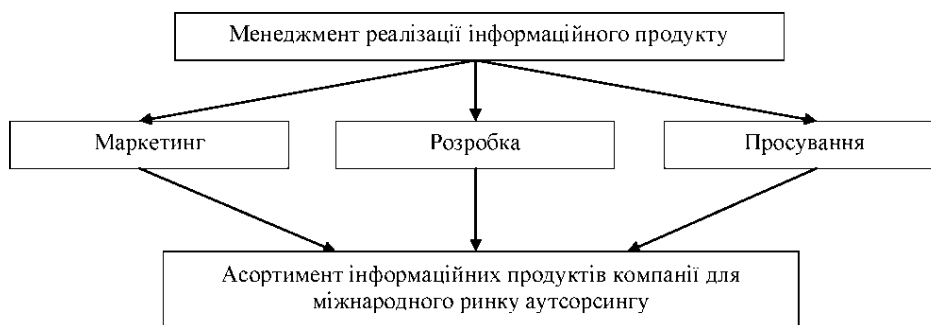 Менеджмент реалізації інформаційного продукту
Маркетинг
Розробка
Просування
Асортимент інформаційних продуктів компанії для
міжнародного ринку аутсорсингу